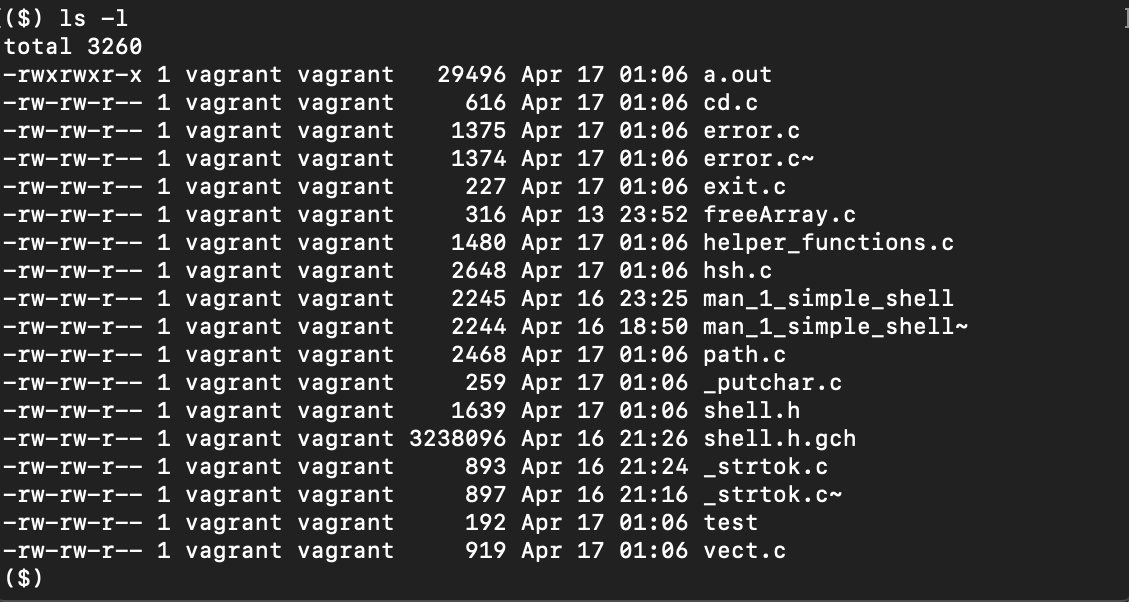 [($) ls -l                                                                       ]
total 3260
-rwxrwxr-x 1 vagrant vagrant   29496 Apr 17 01:06 a.out
-rw-rw-r-- 1 vagrant vagrant     616 Apr 17 01:06 cd.c
-rw-rw-r-- 1 vagrant vagrant    1375 Apr 17 01:06 error.c
-rw-rw-r-- 1 vagrant vagrant    1374 Apr 17 01:06 error.c~
-rw-rw-r-- 1 vagrant vagrant     227 Apr 17 01:06 exit.c
-rw-rw-r-- 1 vagrant vagrant     316 Apr 13 23:52 freeArray.c
-rw-rw-r-- 1 vagrant vagrant    1480 Apr 17 01:06 helper_functions.c
-rw-rw-r-- 1 vagrant vagrant    2648 Apr 17 01:06 hsh.c
-rw-rw-r-- 1 vagrant vagrant    2245 Apr 16 23:25 man_1_simple_shell
-rw-rw-r-- 1 vagrant vagrant    2244 Apr 16 18:50 man_1_simple_shell~
-rw-rw-r-- 1 vagrant vagrant    2468 Apr 17 01:06 path.c
-rw-rw-r-- 1 vagrant vagrant     259 Apr 17 01:06 _putchar.c
-rw-rw-r-- 1 vagrant vagrant    1639 Apr 17 01:06 shell.h
-rw-rw-r-- 1 vagrant vagrant 3238096 Apr 16 21:26 shell.h.gch
-rw-rw-r-- 1 vagrant vagrant     893 Apr 16 21:24 _strtok.c
-rw-rw-r-- 1 vagrant vagrant     897 Apr 16 21:16 _strtok.c~
-rw-rw-r-- 1 vagrant vagrant     192 Apr 17 01:06 test
-rw-rw-r-- 1 vagrant vagrant     919 Apr 17 01:06 vect.c
($)